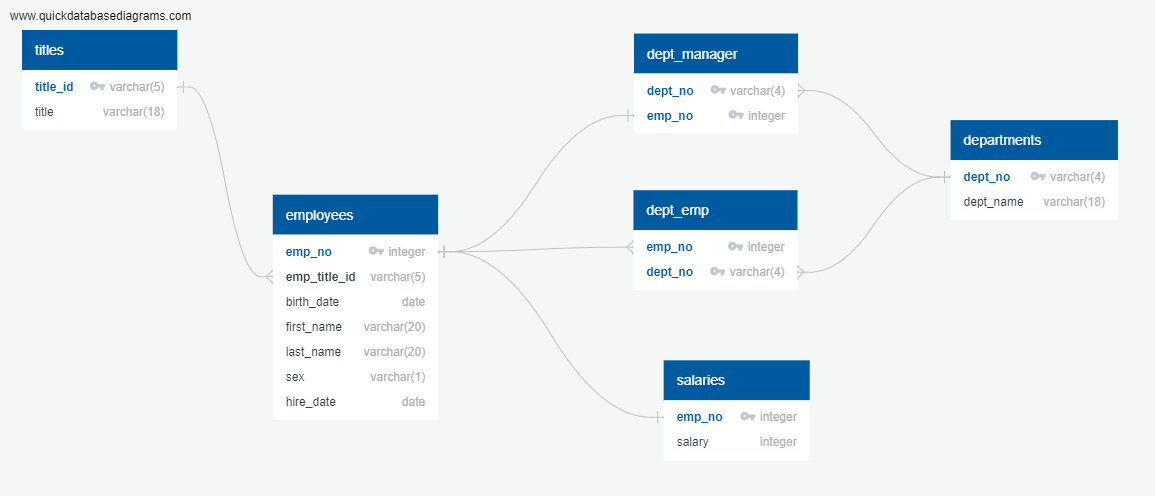 www.quickdatabasediagrams.com
titles
title_id varchar(5)
title varchar(18)
employees
emp_no integer
emp_title_id varchar(5)
birth_date date
first_name varchar(20)
last_name varchar(20)
sex varchar(1)
hire_date date
dept_manager
dept_no varchar(4)
emp_no integer
dept_emp
emp_no integer
dept_no varchar(4)
salaries
emp_no integer
salary integer
departments
dept_no varchar(4)
dept_name varchar(18)